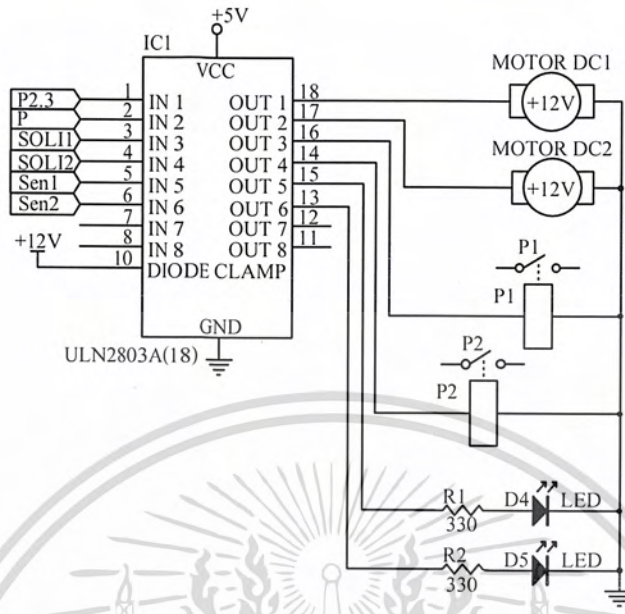 +5V
IC1
VCC
P2.3 1 IN 1 OUT 1 18
P 2 IN 2 OUT 2 17
SOLI1 3 IN 3 OUT 3 16
SOLI2 4 IN 4 OUT 4 14
Sen1 5 IN 5 OUT 5 15
Sen2 6 IN 6 OUT 6 13
7 IN 7 OUT 7 12
8 IN 8 OUT 8 11
+12V 10 DIODE CLAMP
GND
ULN2803A(18)
MOTOR DC1
+12V
MOTOR DC2
+12V
P1
P1
P2
P2
R1 D4 LED
330
R2 D5 LED
330